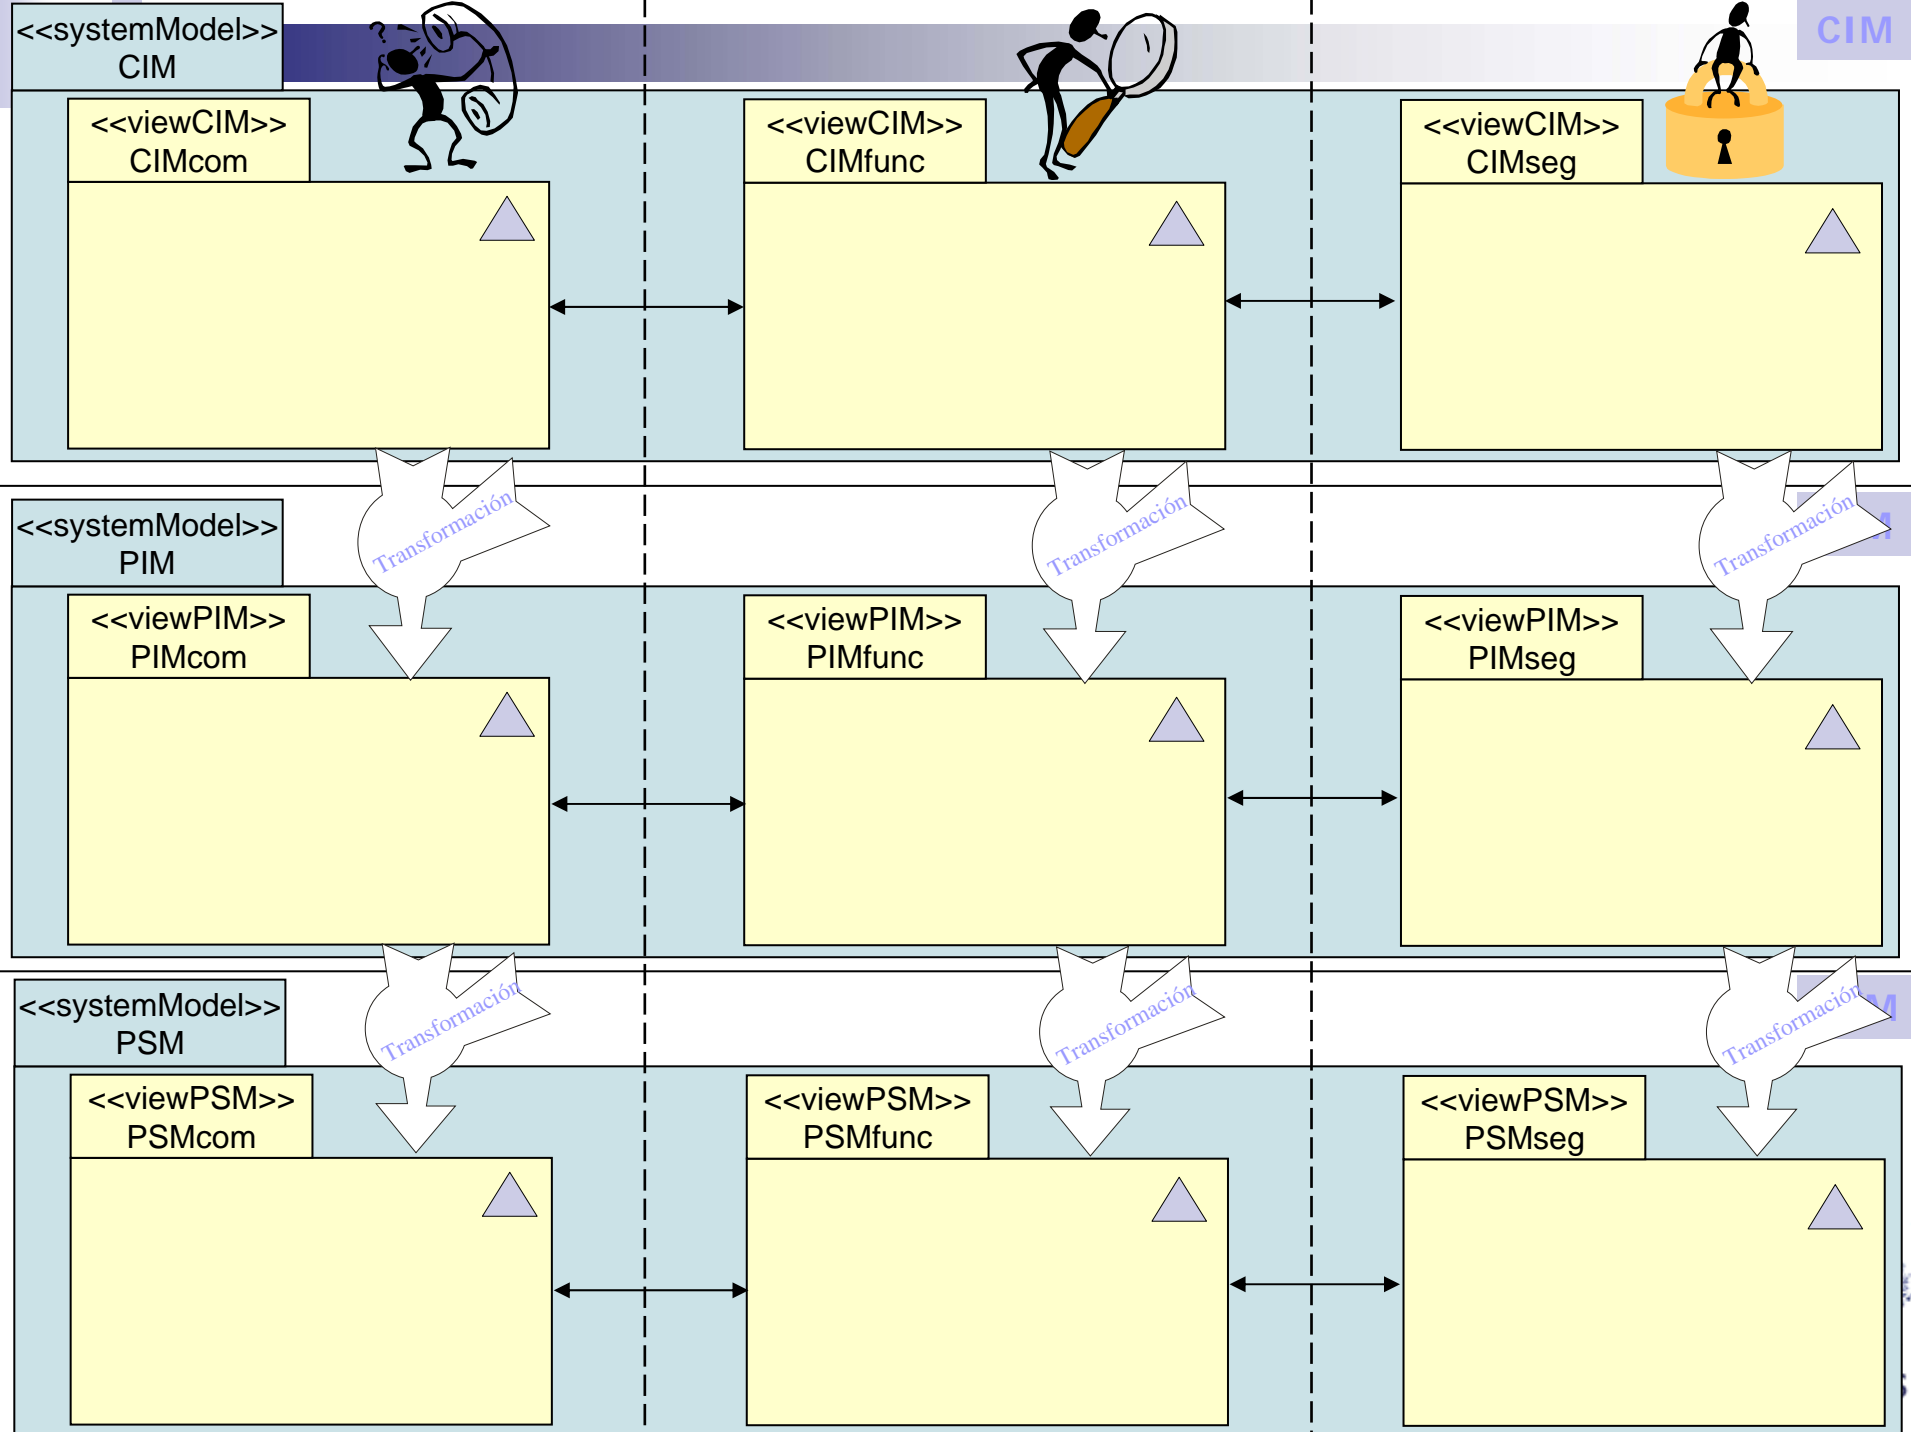 <<systemModel>>
CIM
CIM
<<viewCIM>>
CIMcom
<<viewCIM>>
CIMfunc
<<viewCIM>>
CIMseg
Transformación
Transformación
Transformación
<<systemModel>>
PIM
<<viewPIM>>
PIMcom
<<viewPIM>>
PIMfunc
<<viewPIM>>
PIMseg
Transformación
Transformación
Transformación
<<systemModel>>
PSM
<<viewPSM>>
PSMcom
<<viewPSM>>
PSMfunc
<<viewPSM>>
PSMseg